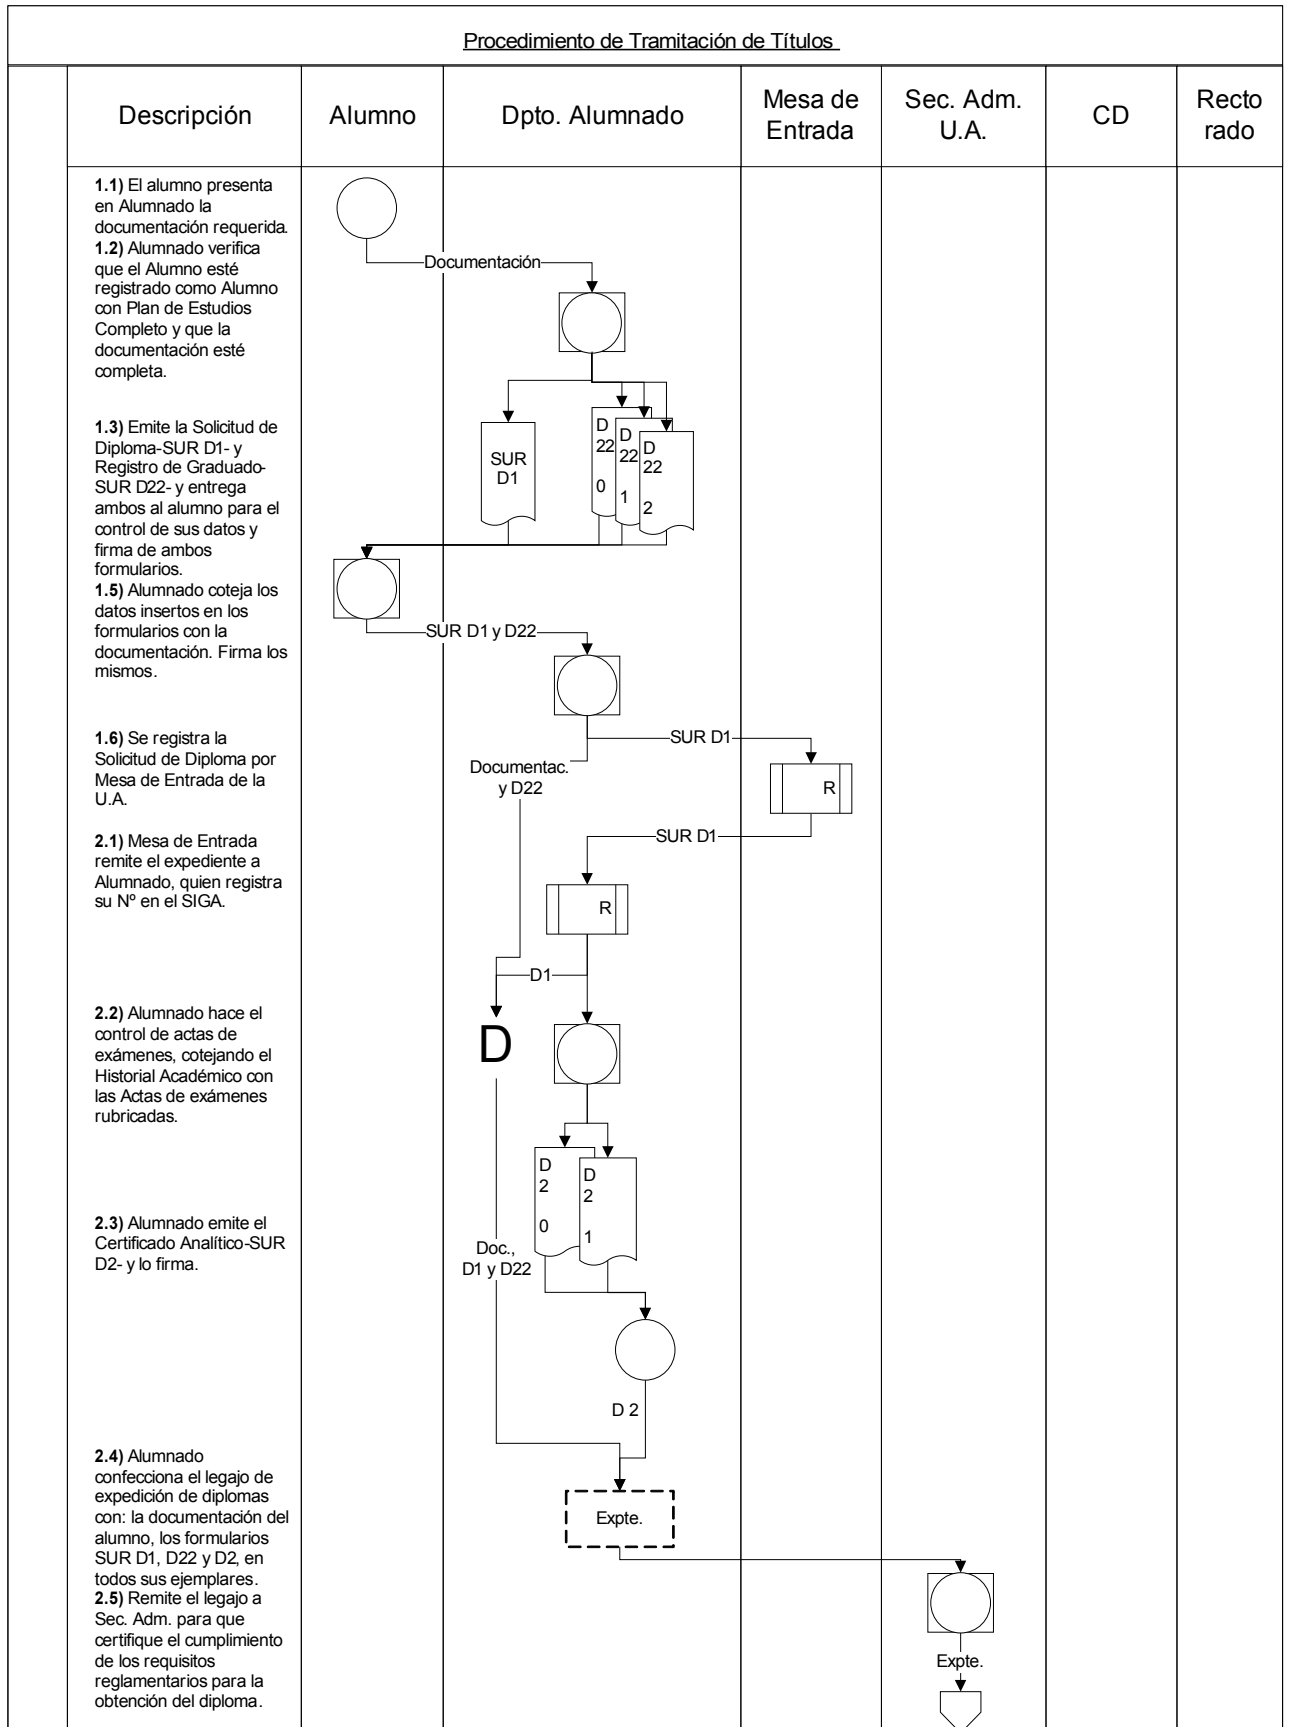 Procedimiento de Tramitación de Títulos
Descripción
Alumno
Dpto. Alumnado
Mesa de
Entrada
Sec. Adm.
U.A.
CD
Recto
rado
1.1) El alumno presenta
en Alumnado la
documentación requerida.
1.2) Alumnado verifica
que el Alumno esté
registrado como Alumno
con Plan de Estudios
Completo y que la
documentación esté
completa.
Documentación
1.3) Emite la Solicitud de
Diploma-SUR D1- y
Registro de Graduado-
SUR D22- y entrega
ambos al alumno para el
control de sus datos y
firma de ambos
formularios.
SUR
D1
D
22
0
D
22
1
D
22
2
1.5) Alumnado coteja los
datos insertos en los
formularios con la
documentación. Firma los
mismos.
SUR D1 y D22
1.6) Se registra la
Solicitud de Diploma por
Mesa de Entrada de la
U.A.
SUR D1
Documentac.
y D22
R
2.1) Mesa de Entrada
remite el expediente a
Alumnado, quien registra
su Nº en el SIGA.
SUR D1
R
D1
2.2) Alumnado hace el
control de actas de
exámenes, cotejando el
Historial Académico con
las Actas de exámenes
rubricadas.
D
D
2
0
D
2
1
2.3) Alumnado emite el
Certificado Analítico-SUR
D2- y lo firma.
Doc.,
D1 y D22
D 2
2.4) Alumnado
confecciona el legajo de
expedición de diplomas
con: la documentación del
alumno, los formularios
SUR D1, D22 y D2, en
todos sus ejemplares.
Expte.
2.5) Remite el legajo a
Sec. Adm. para que
certifique el cumplimiento
de los requisitos
reglamentarios para la
obtención del diploma.
Expte.